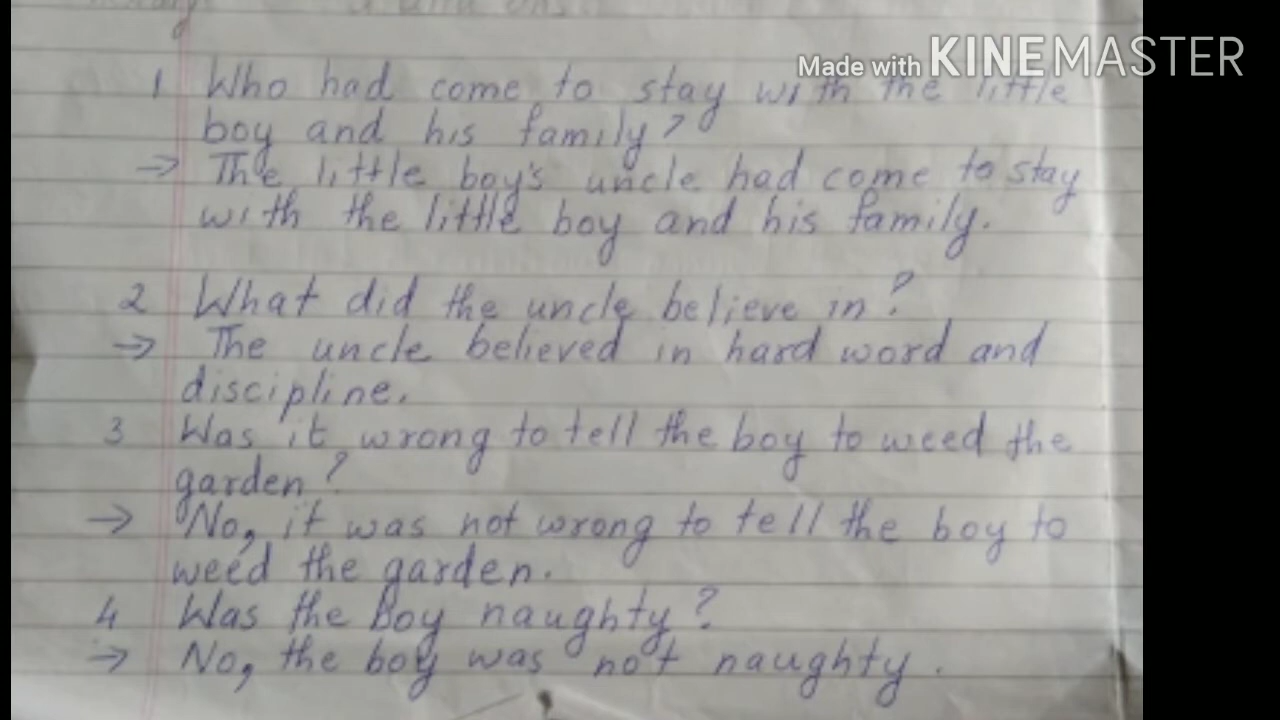 Made with KINEMASTER
1 Who had come to stay with the little
boy and his family?
→ The little boy's uncle had come to stay
with the little boy and his family.
2 What did the uncle believe in?
→ The uncle believed in hard word and
discipline.
3 Was it wrong to tell the boy to weed the
garden?
→ No, it was not wrong to tell the boy to
weed the garden.
4 Was the boy naughty?
→ No, the boy was not naughty.